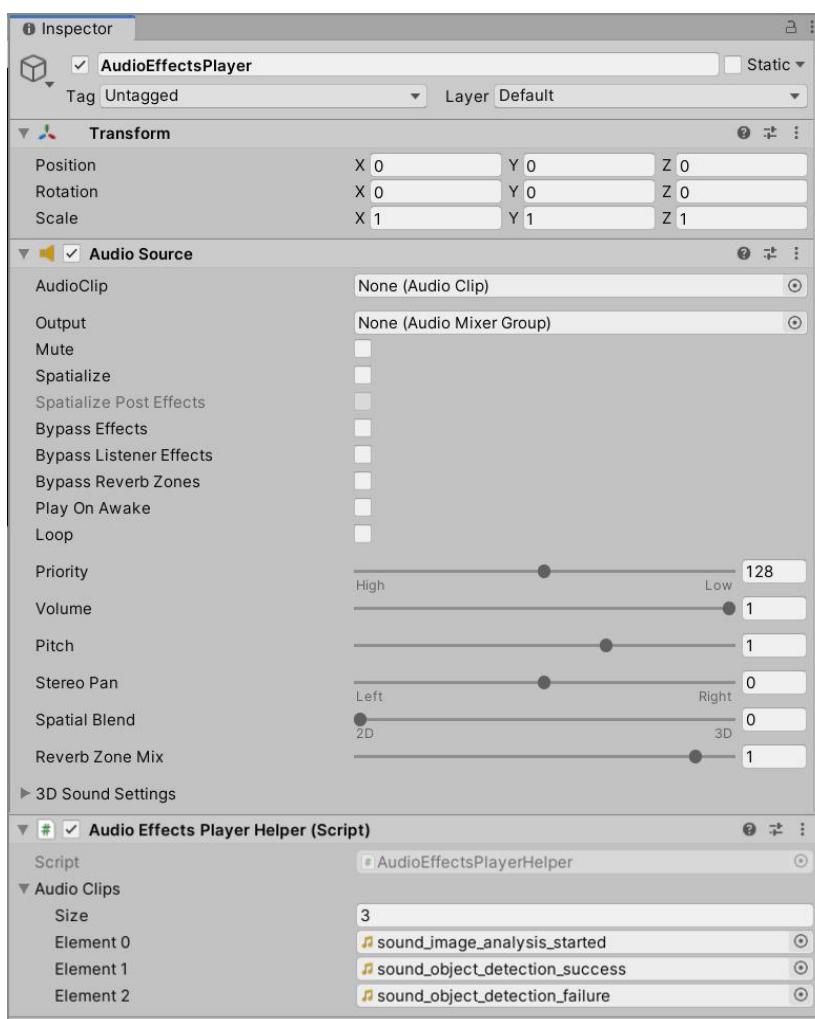 Inspector
AudioEffectsPlayer Static
Tag Untagged Layer Default
Transform
Position X 0 Y 0 Z 0
Rotation X 0 Y 0 Z 0
Scale X 1 Y 1 Z 1
Audio Source
AudioClip None (Audio Clip)
Output None (Audio Mixer Group)
Mute
Spatialize
Spatialize Post Effects
Bypass Effects
Bypass Listener Effects
Bypass Reverb Zones
Play On Awake
Loop
Priority 128
High Low
Volume 1
Pitch 1
Stereo Pan 0
Left Right
Spatial Blend 0
2D 3D
Reverb Zone Mix 1
3D Sound Settings
# Audio Effects Player Helper (Script)
Script # AudioEffectsPlayerHelper
Audio Clips
Size 3
Element 0 sound_image_analysis_started
Element 1 sound_object_detection_success
Element 2 sound_object_detection_failure